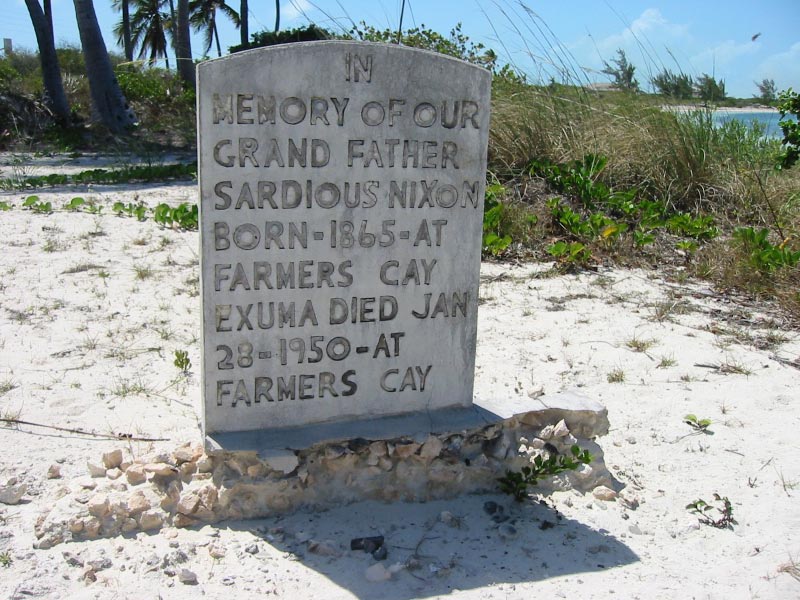 IN
MEMORY OF OUR
GRAND FATHER
SARDIOUS NIXON
BORN-1865-AT
FARMERS CAY
EXUMA DIED JAN
28-1950-AT
FARMERS CAY